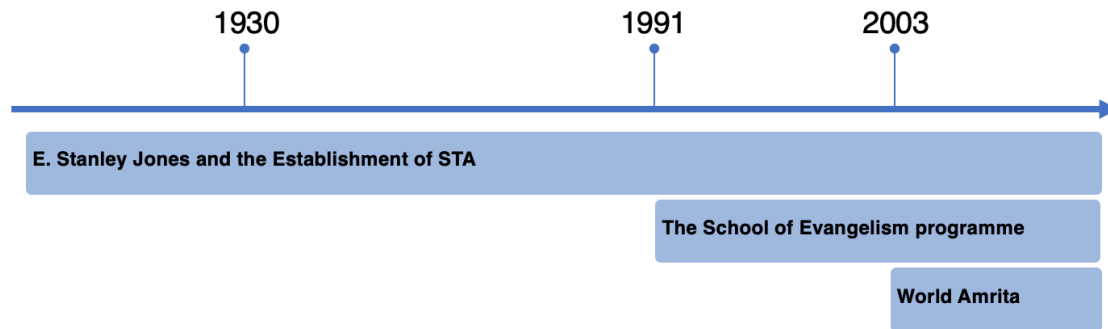 1930 1991 2003
E. Stanley Jones and the Establishment of STA
The School of Evangelism programme
World Amrita